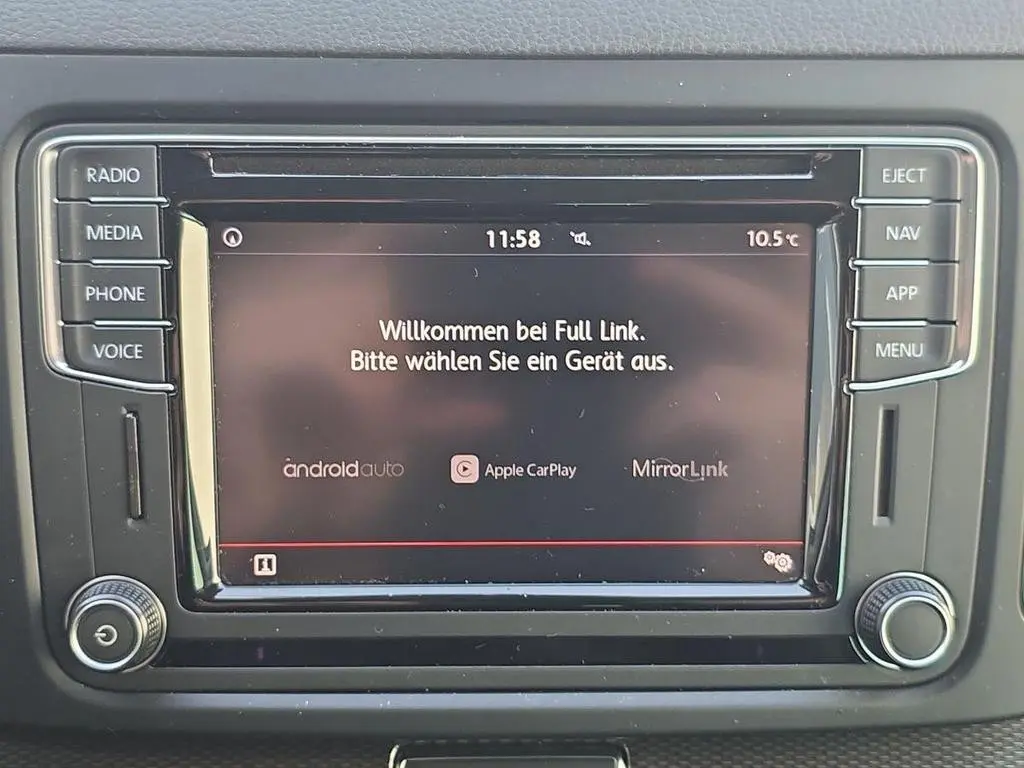 RADIO
MEDIA
PHONE
VOICE
EJECT
NAV
APP
MENU
11:58
10.5°C
Willkommen bei Full Link.
Bitte wählen Sie ein Gerät aus.
androidauto
Apple CarPlay
MirrorLink
i